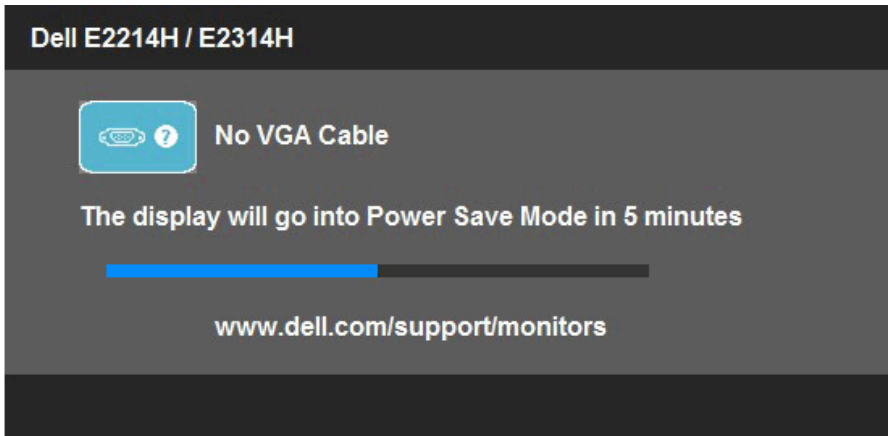 Dell E2214H / E2314H
? No VGA Cable
The display will go into Power Save Mode in 5 minutes
www.dell.com/support/monitors